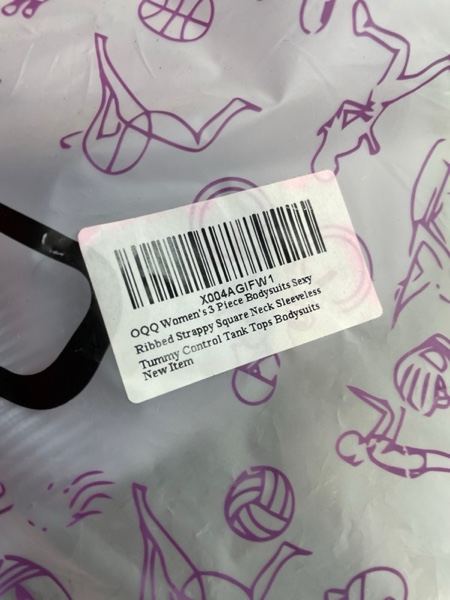 X004AGIFW1
OQQ Women's 3 Piece Bodysuits Sexy
Ribbed Strappy Square Neck Sleeveless
Tummy Control Tank Tops Bodysuits
New Item